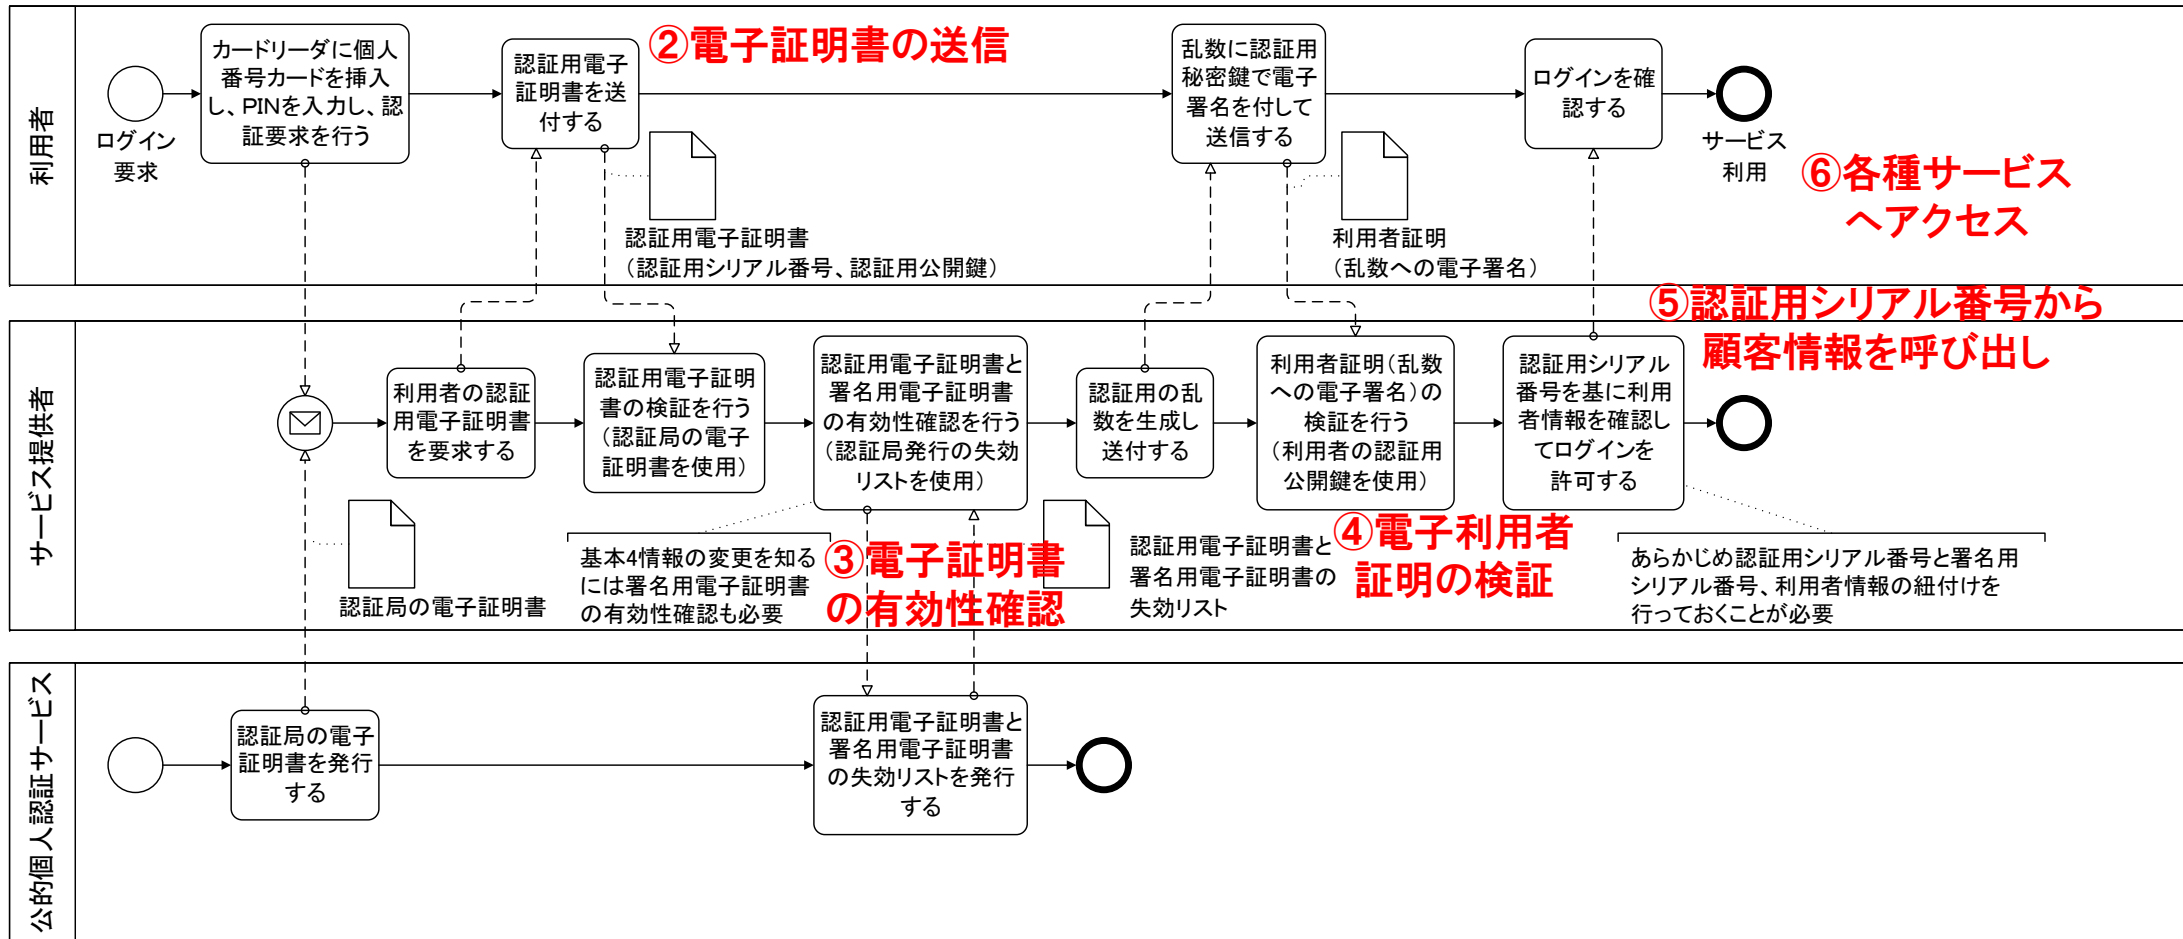 利用者
ログイン
要求
カードリーダに個人
番号カードを挿入
し、PINを入力し、認
証要求を行う
認証用電子
証明書を送
付する
②電子証明書の送信
認証用電子証明書
（認証用シリアル番号、認証用公開鍵）
乱数に認証用
秘密鍵で電子
署名を付して
送信する
利用者証明
（乱数への電子署名）
ログインを確
認する
サービス
利用
⑥各種サービス
へアクセス
サービス提供者
利用者の認証
用電子証明書
を要求する
認証局の電子証明書
認証用電子証明
書の検証を行う
（認証局の電子
証明書を使用）
認証用電子証明書と
署名用電子証明書
の有効性確認を行う
（認証局発行の失効
リストを使用）
基本4情報の変更を知る
には署名用電子証明書
の有効性確認も必要
③電子証明書
の有効性確認
認証用電子証明書と
署名用電子証明書の
失効リスト
認証用の乱
数を生成し
送付する
利用者証明（乱数
への電子署名）の
検証を行う
（利用者の認証用
公開鍵を使用）
④電子利用者
証明の検証
⑤認証用シリアル番号から
顧客情報を呼び出し
認証用シリアル
番号を基に利用
者情報を確認し
てログインを
許可する
あらかじめ認証用シリアル番号と署名用
シリアル番号、利用者情報の紐付けを
行っておくことが必要
公的個人認証サービス
認証局の電子
証明書を発行
する
認証用電子証明書と
署名用電子証明書
の失効リストを発行
する